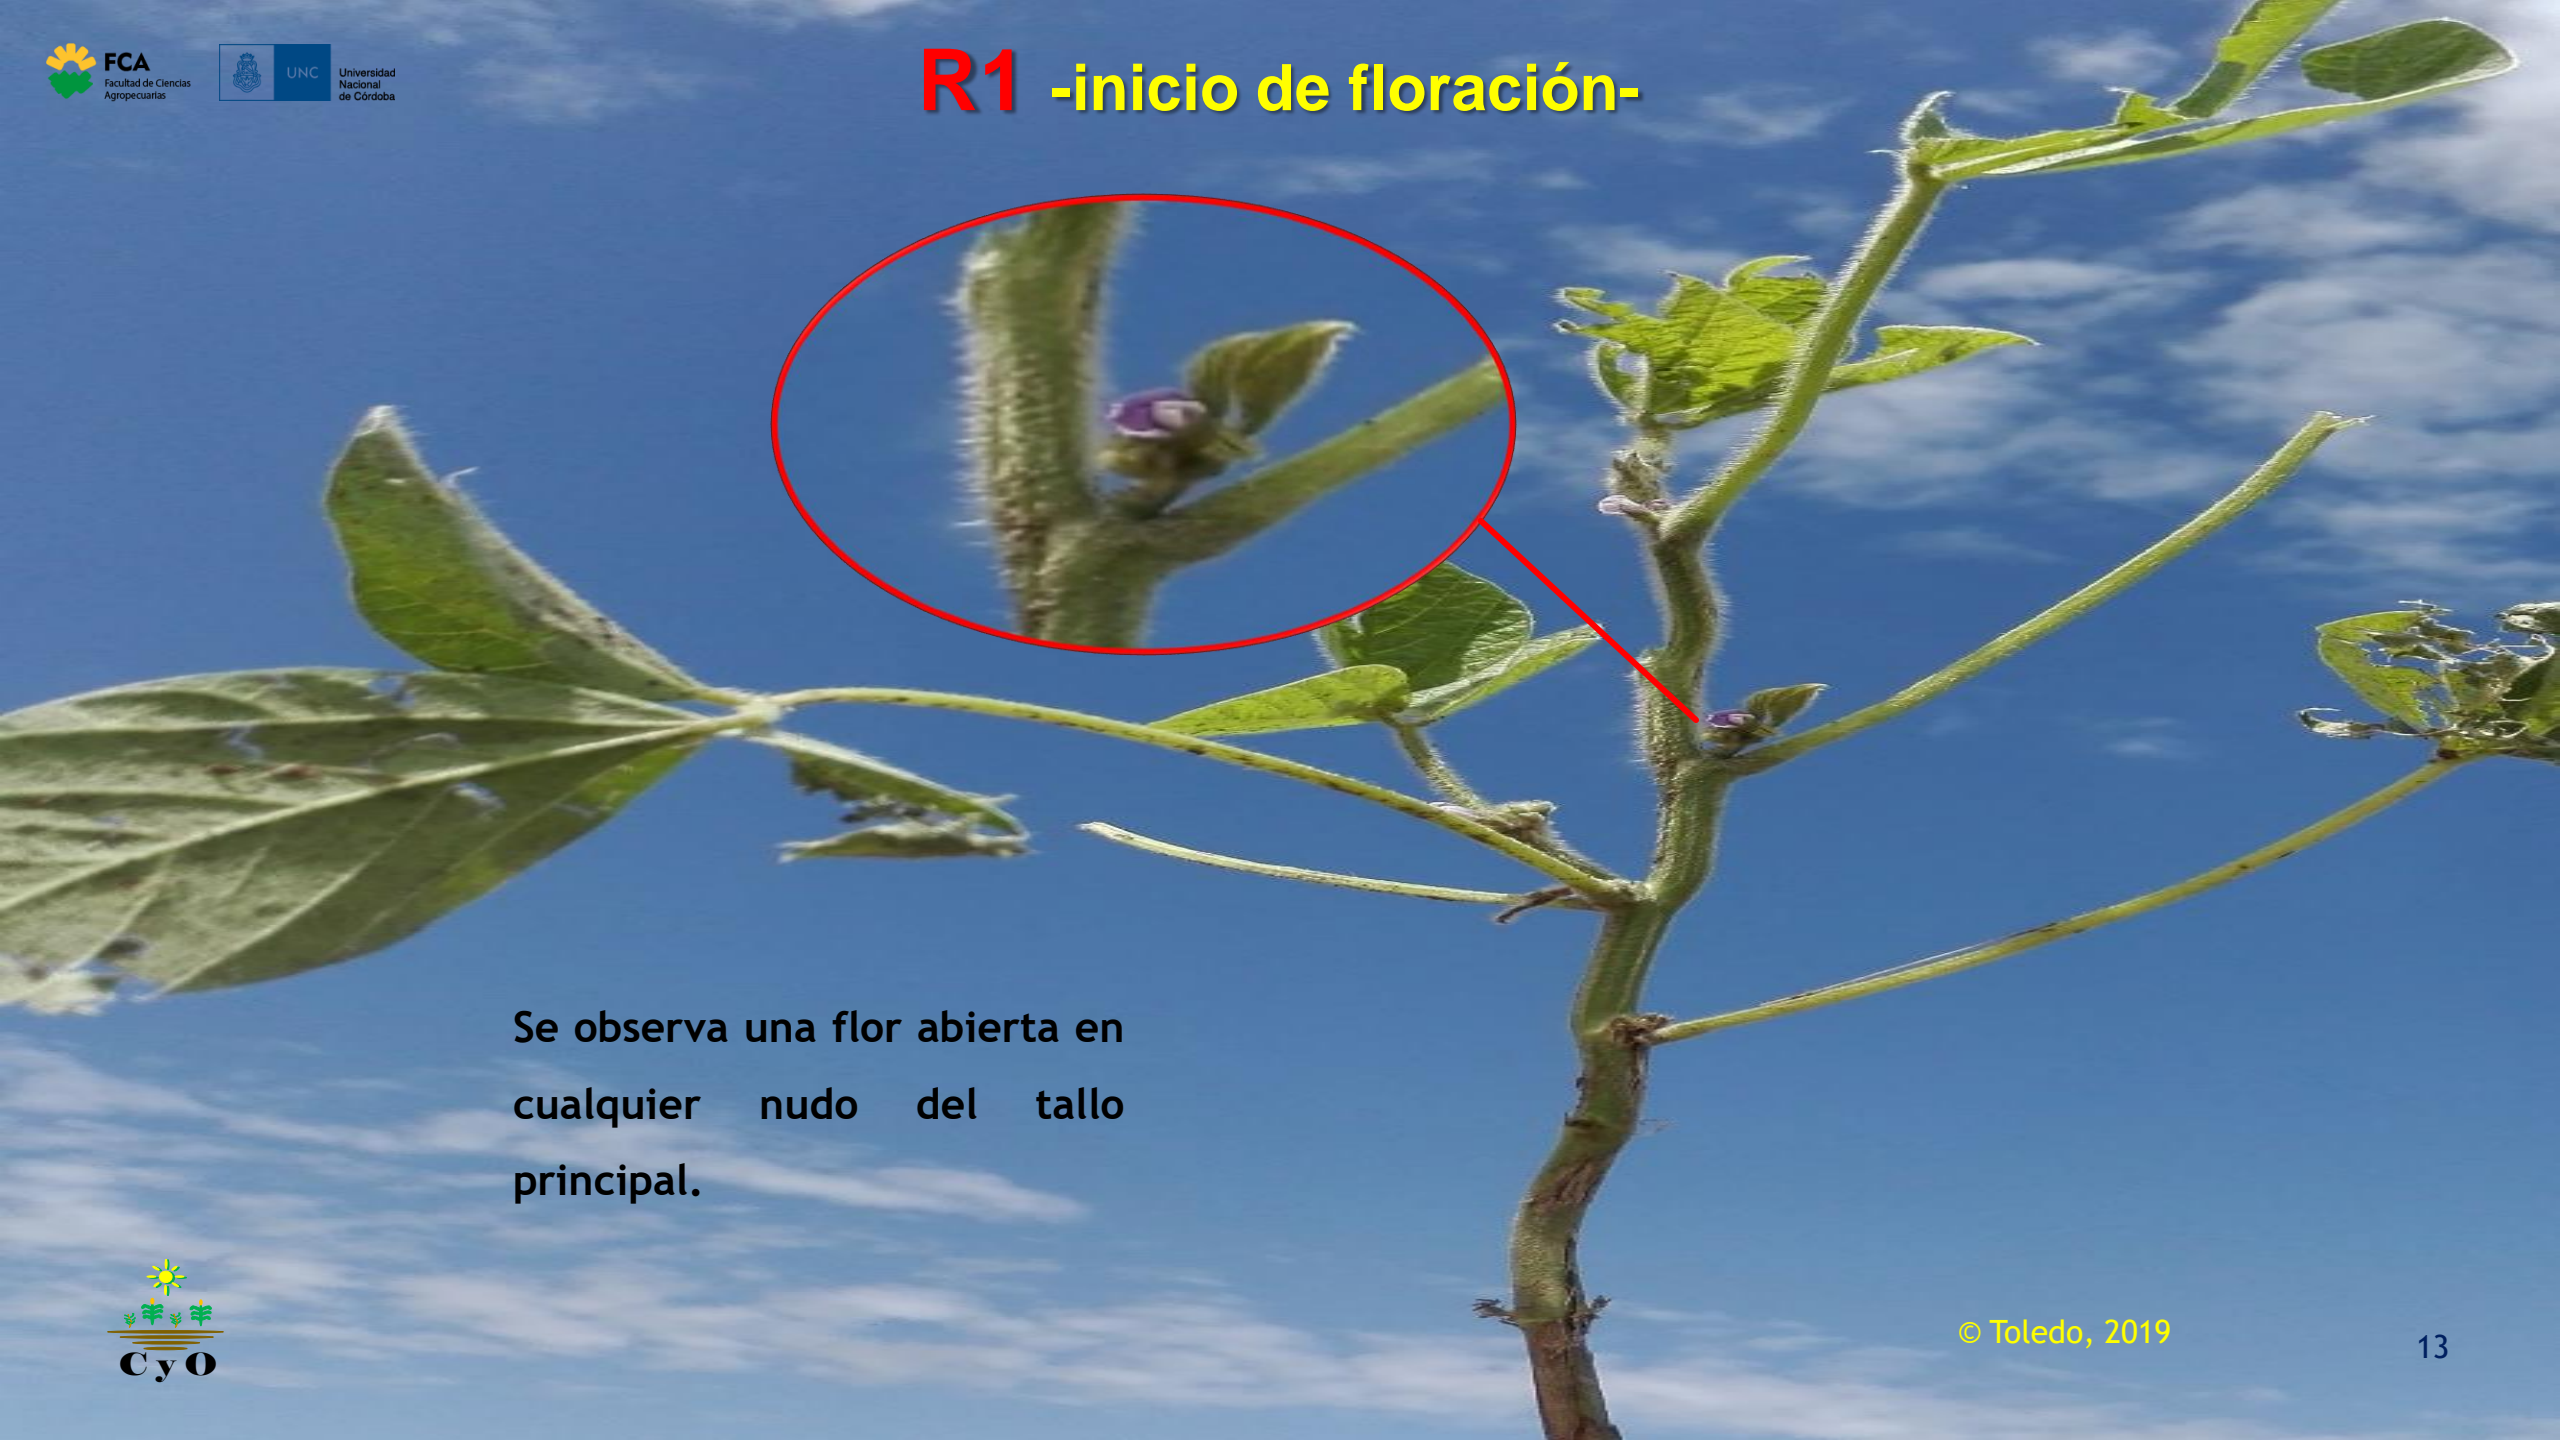 FCA
Facultad de Ciencias
Agropecuarias
UNC
Universidad
Nacional
de Córdoba
R1 -inicio de floración-
Se observa una flor abierta en
cualquier nudo del tallo
principal.
C y O
© Toledo, 2019
13